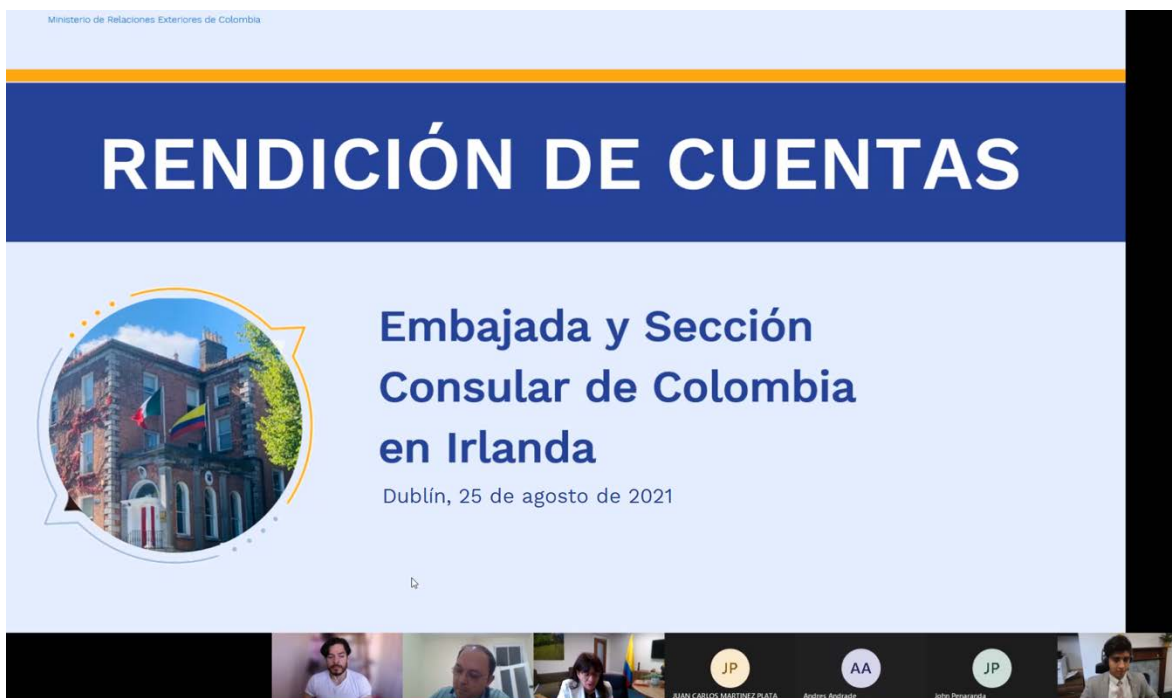 Ministerio de Relaciones Exteriores de Colombia
RENDICIÓN DE CUENTAS
Embajada y Sección
Consular de Colombia
en Irlanda
Dublín, 25 de agosto de 2021
JP
AA
JP
JUAN CARLOS MARTINEZ PLATA
Andres Andrade
John Penaranda